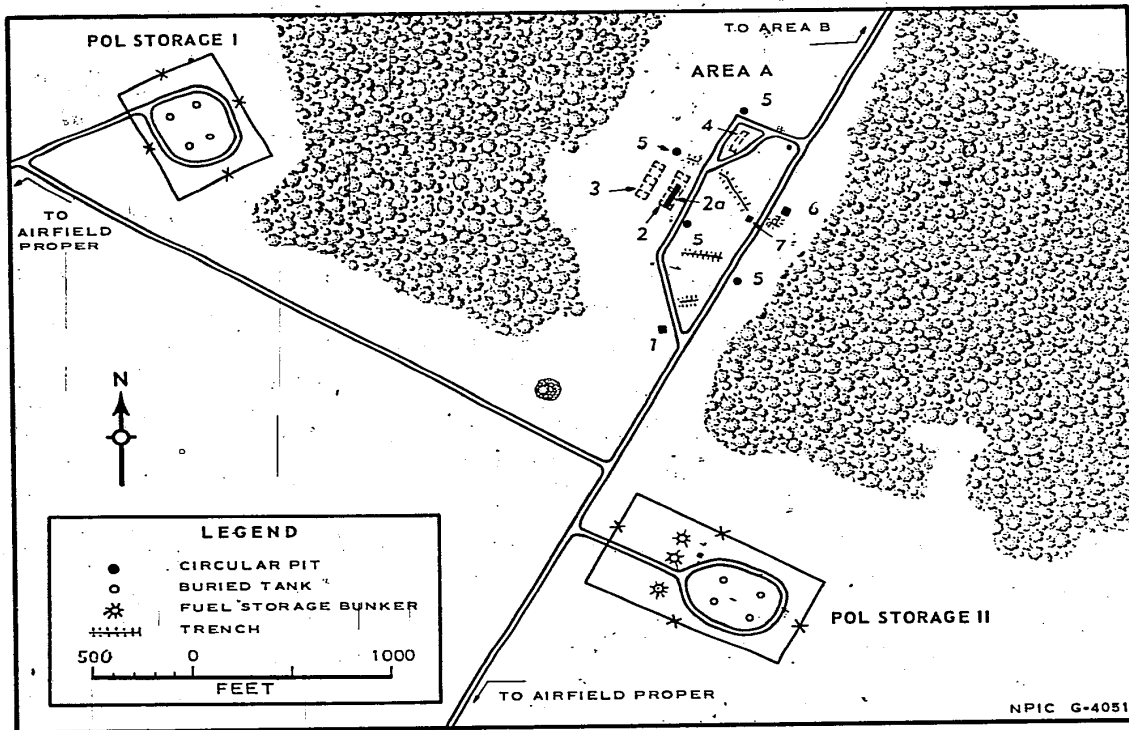 POL STORAGE I
TO AREA B
AREA A
5
4
5
3
2a
6
2
7
5
5
1
TO
AIRFIELD
PROPER
N
LEGEND
CIRCULAR PIT
BURIED TANK
FUEL STORAGE BUNKER
TRENCH
500 0 1000
FEET
POL STORAGE II
TO AIRFIELD PROPER
NPIC G-4051